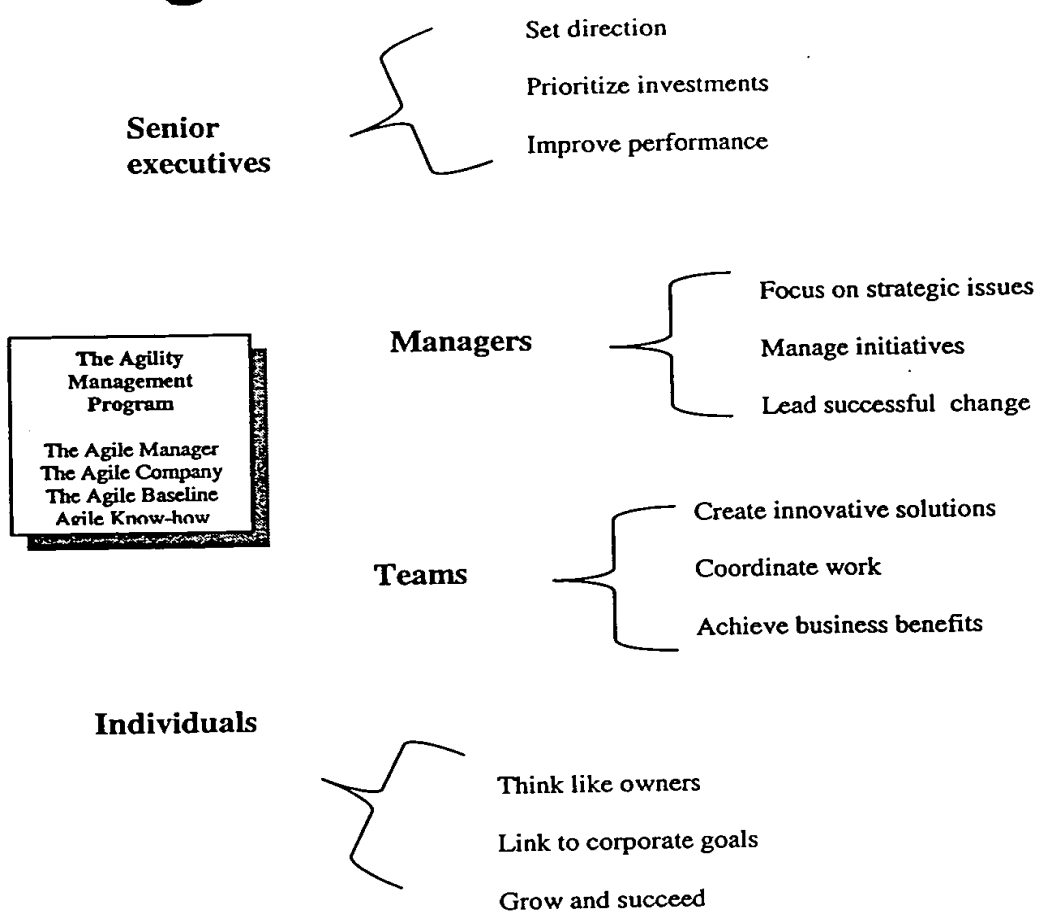 Senior
executives
Set direction
Prioritize investments
Improve performance
The Agility
Management
Program
The Agile Manager
The Agile Company
The Agile Baseline
Agile Know-how
Managers
Focus on strategic issues
Manage initiatives
Lead successful change
Teams
Create innovative solutions
Coordinate work
Achieve business benefits
Individuals
Think like owners
Link to corporate goals
Grow and succeed